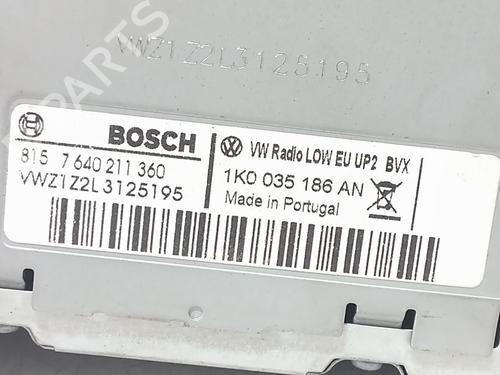 VWZ1Z2L3125195
BOSCH
815 7 640 211 360
VWZ1Z2L3125195
VW Radio LOW EU UP2 BVX
1K0 035 186 AN
Made in Portugal
PARTS